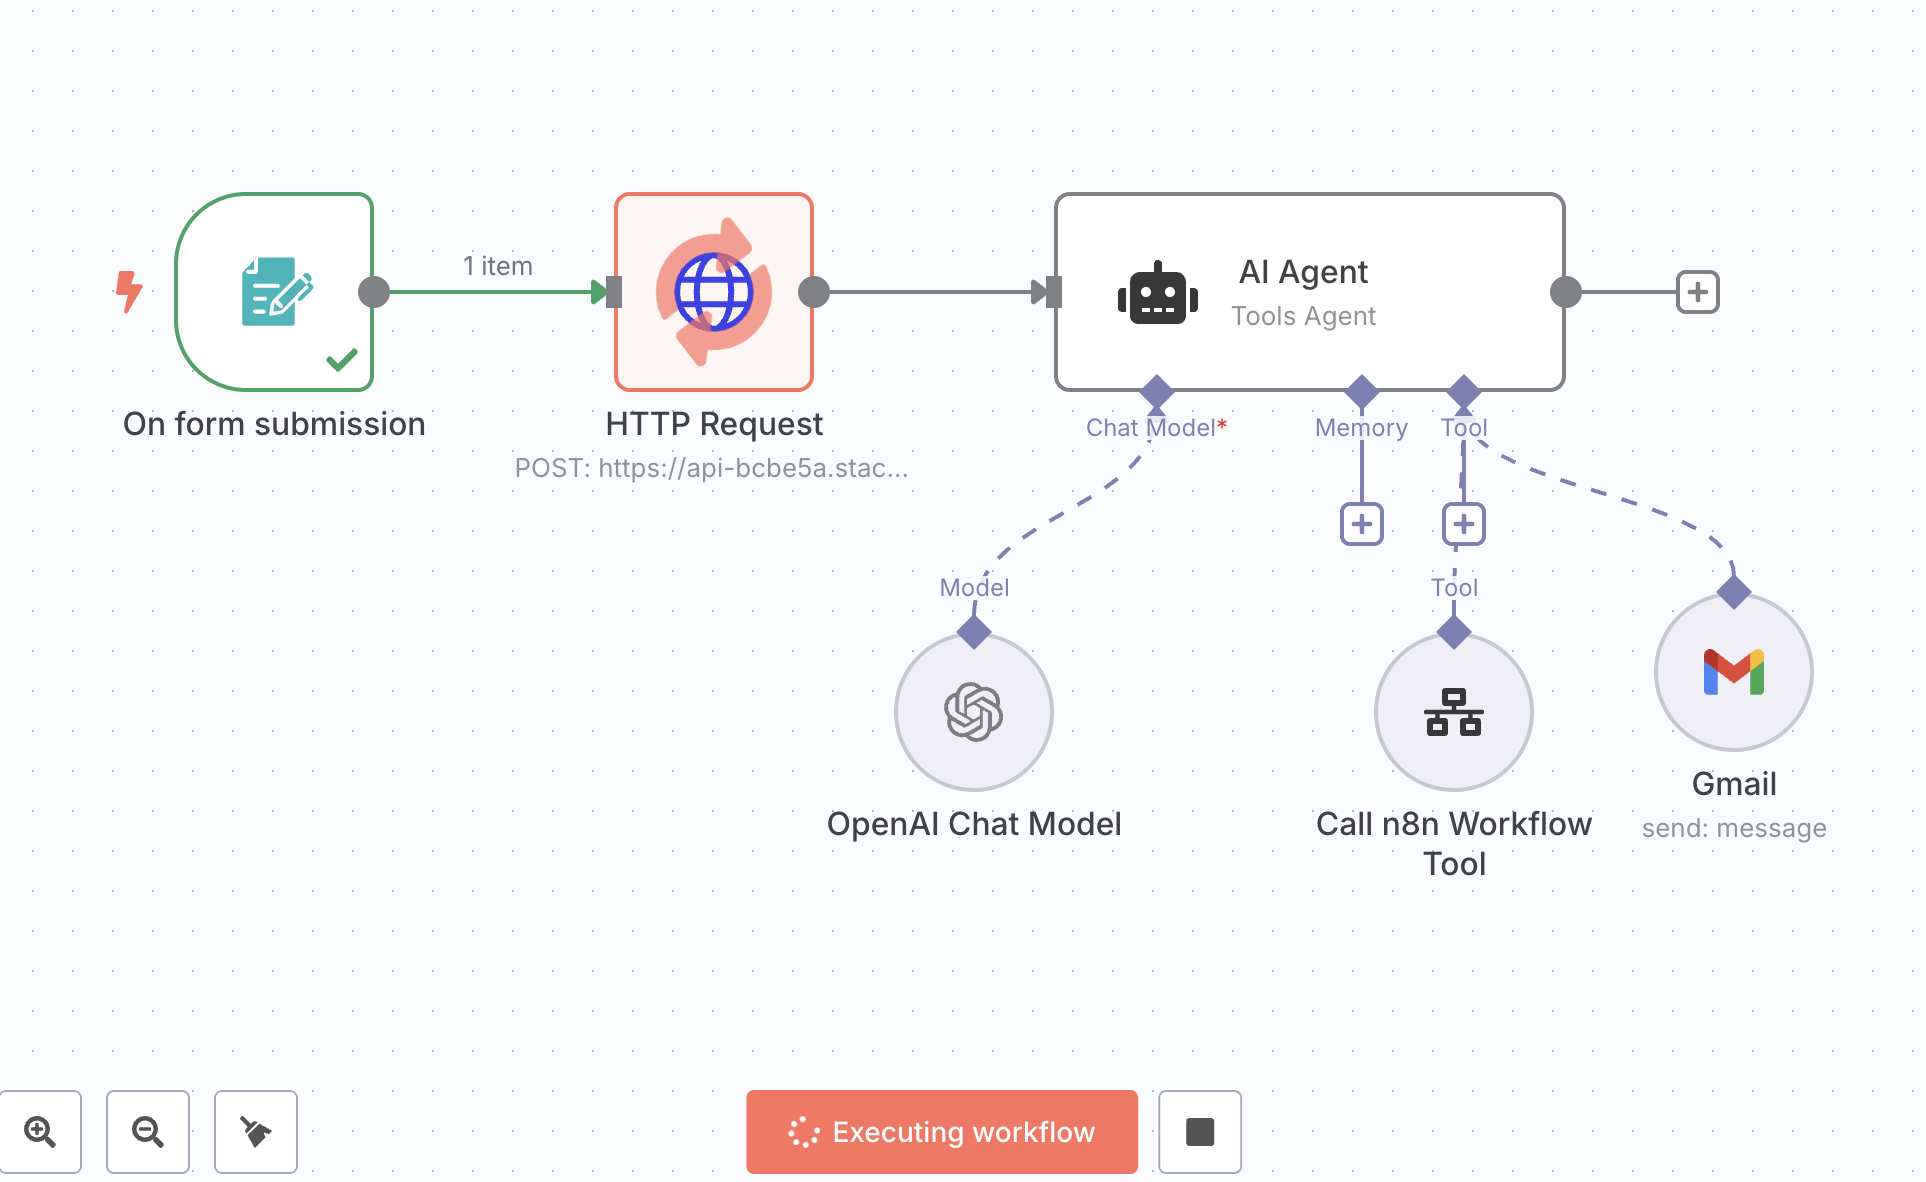 1 item
On form submission
HTTP Request
POST: https://api-bcbe5a.stac...
AI Agent
Tools Agent
Chat Model*
Memory
Tool
Model
Tool
OpenAI Chat Model
Call n8n Workflow
Tool
Gmail
send: message
Executing workflow